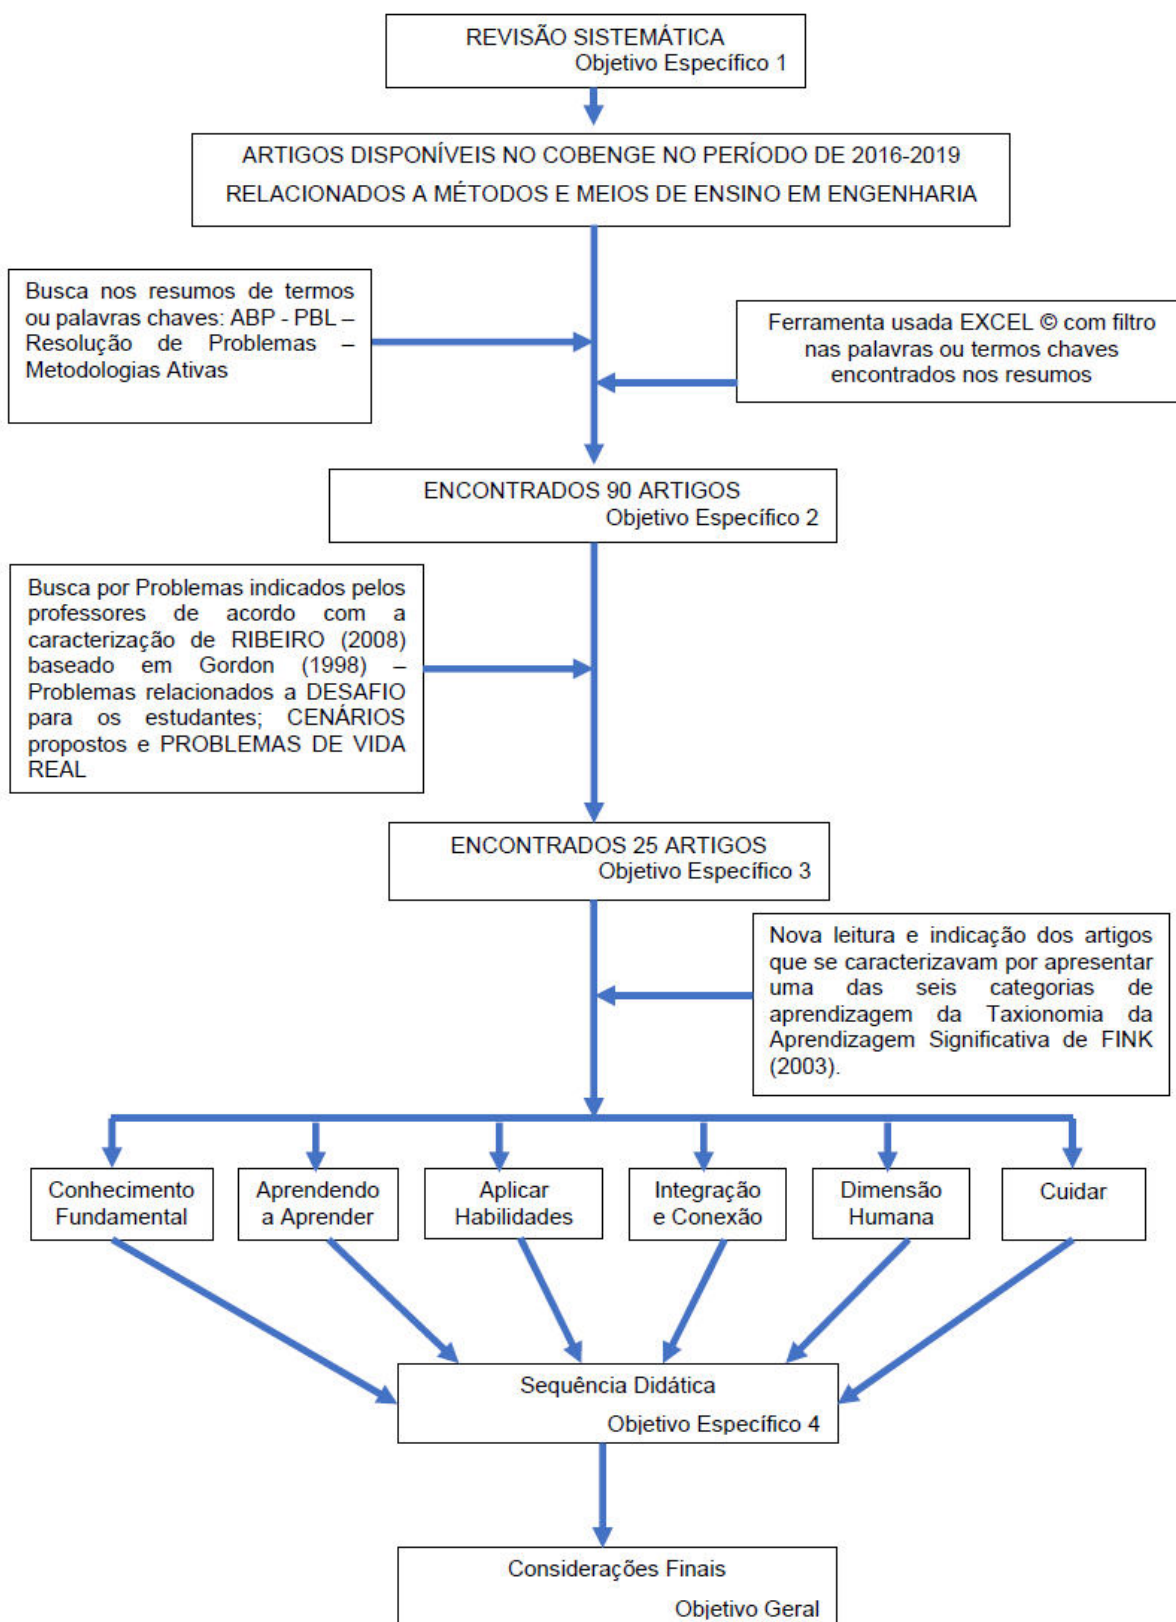 REVISÃO SISTEMÁTICA
Objetivo Específico 1
ARTIGOS DISPONÍVEIS NO COBENGE NO PERÍODO DE 2016-2019
RELACIONADOS A MÉTODOS E MEIOS DE ENSINO EM ENGENHARIA
Busca nos resumos de termos
ou palavras chaves: ABP - PBL –
Resolução de Problemas –
Metodologias Ativas
Ferramenta usada EXCEL © com filtro
nas palavras ou termos chaves
encontrados nos resumos
ENCONTRADOS 90 ARTIGOS
Objetivo Específico 2
Busca por Problemas indicados pelos
professores de acordo com a
caracterização de RIBEIRO (2008)
baseado em Gordon (1998) –
Problemas relacionados a DESAFIO
para os estudantes; CENÁRIOS
propostos e PROBLEMAS DE VIDA
REAL
ENCONTRADOS 25 ARTIGOS
Objetivo Específico 3
Nova leitura e indicação dos artigos
que se caracterizavam por apresentar
uma das seis categorias de
aprendizagem da Taxionomia da
Aprendizagem Significativa de FINK
(2003).
Conhecimento
Fundamental
Aprendendo
a Aprender
Aplicar
Habilidades
Integração
e Conexão
Dimensão
Humana
Cuidar
Sequência Didática
Objetivo Específico 4
Considerações Finais
Objetivo Geral